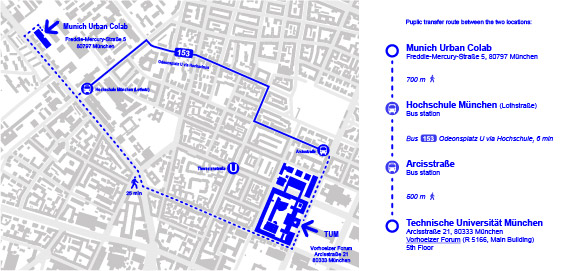 Munich Urban Colab
Freddie-Mercury-Straße 5
80797 München
153
Odeonsplatz U via Hochschule
Hochschule München (Lothstr)
Arcisstraße
Theresienstraße
U
25 min
TUM
Vorhoelzer Forum
Arcisstraße 21
80333 München
Puplic transfer route between the two locations:
Munich Urban Colab
Freddie-Mercury-Straße 5, 80797 München
700 m
Hochschule München (Lothstraße)
Bus station
Bus 153 Odeonsplatz U via Hochschule, 6 min
Arcisstraße
Bus station
600 m
Technische Universität München
Arcisstraße 21, 80333 München
Vorhoelzer Forum (R 5166, Main Building)
5th Floor